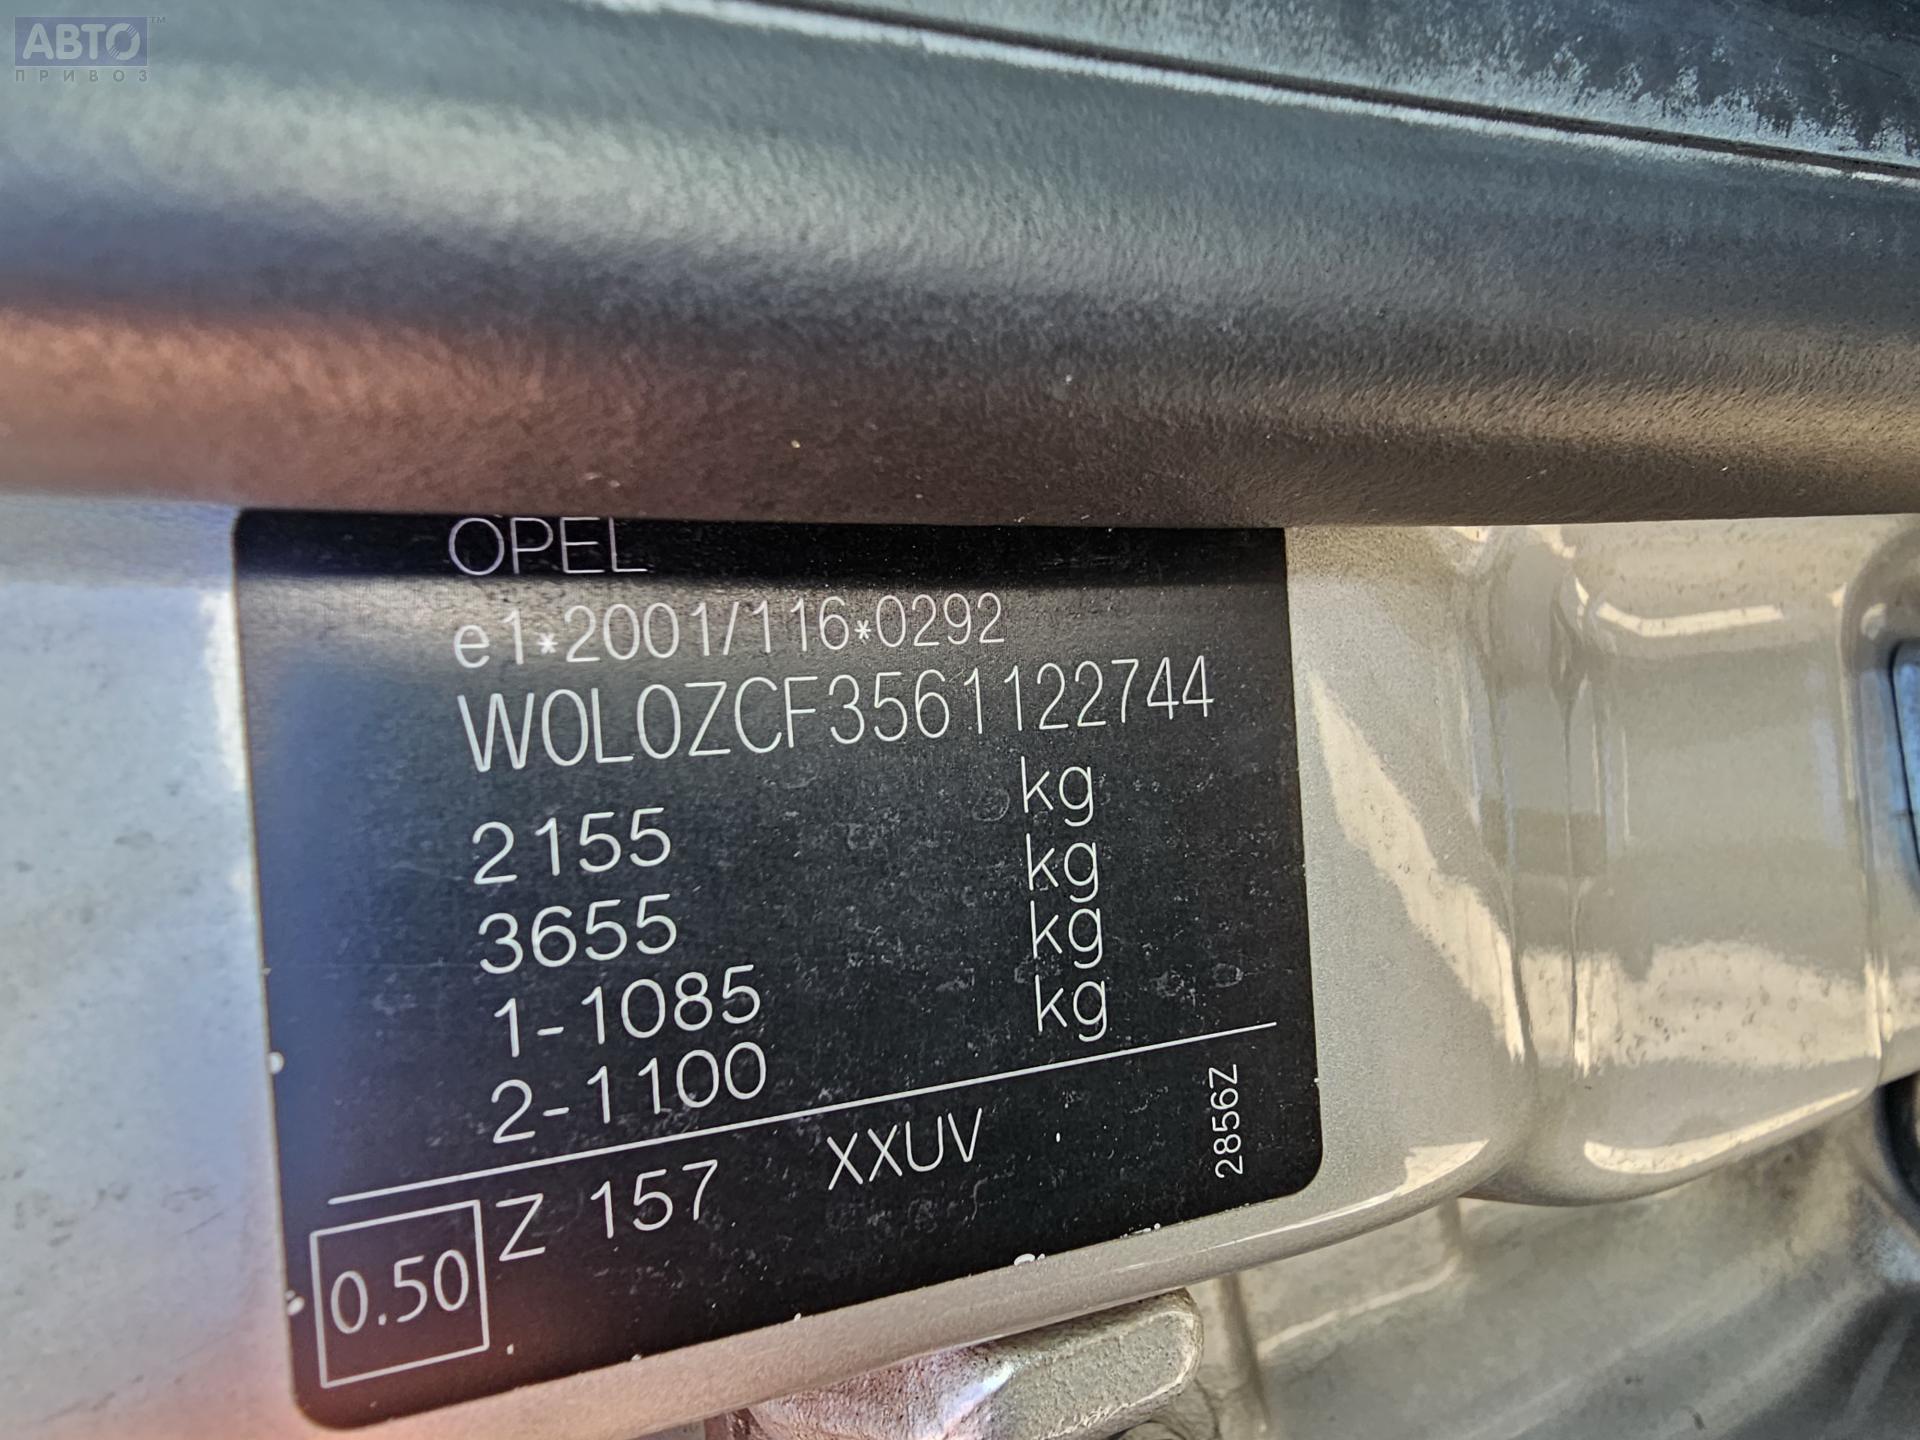 АВТО™
ПРИВОЗ
OPEL
e1*2001/116*0292
W0L0ZCF3561122744
2155 kg
3655 kg
1-1085 kg
2-1100 kg
0.50 Z 157 XXUV
2856Z